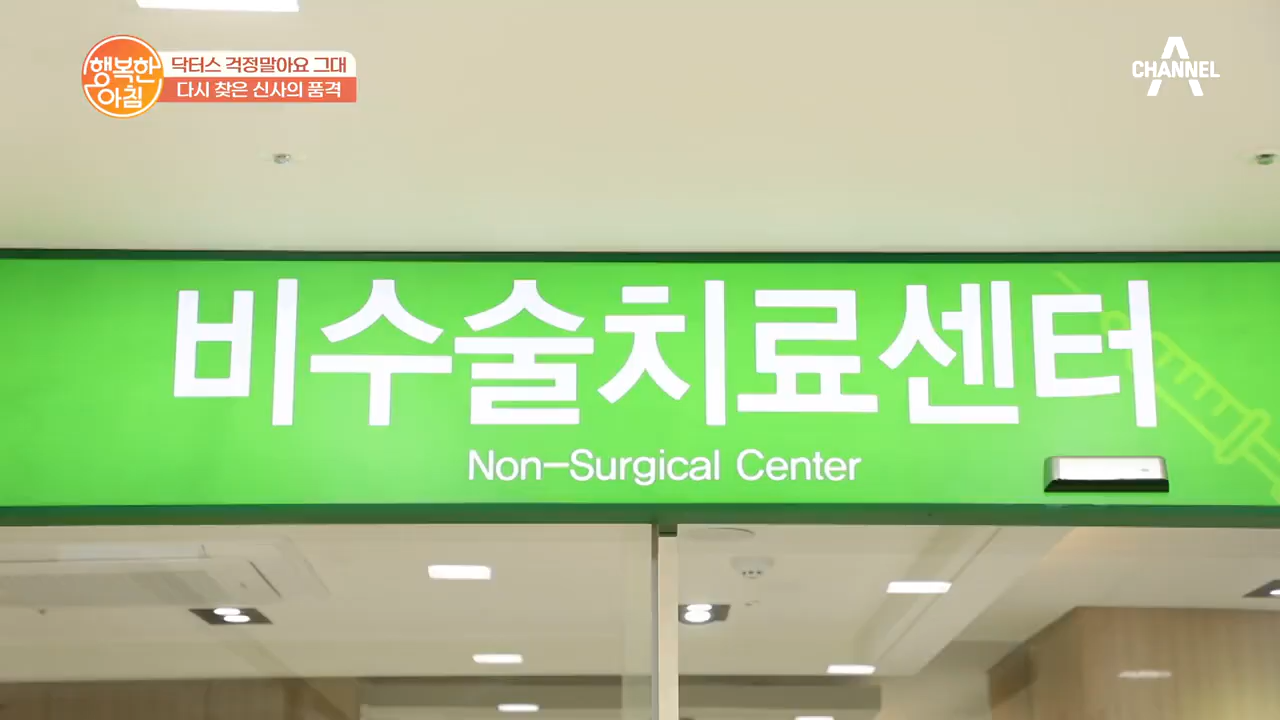 행복한
아침
닥터스 걱정말아요 그대
다시 찾은 신사의 품격
CHANNEL A
비수술치료센터
Non-Surgical Center